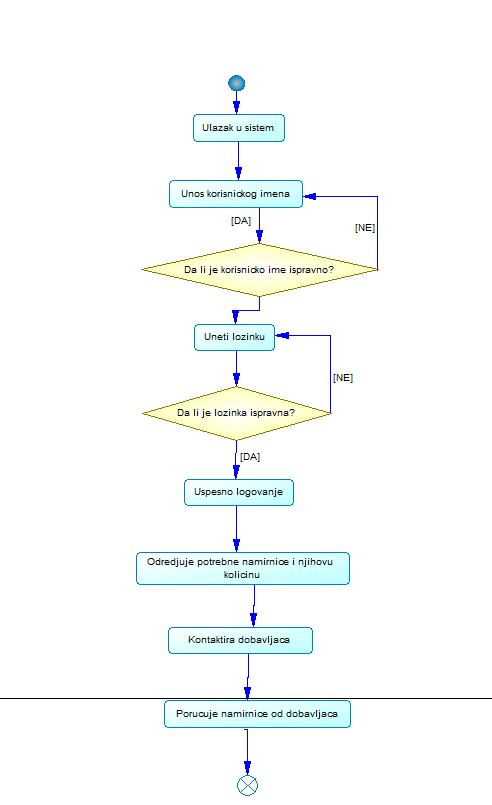 Ulazak u sistem
Unos korisnickog imena
[DA]
[NE]
Da li je korisnicko ime ispravno?
Uneti lozinku
[NE]
Da li je lozinka ispravna?
[DA]
Uspesno logovanje
Odredjuje potrebne namirnice i njihovu
kolicinu
Kontaktira dobavljaca
Porucuje namirnice od dobavljaca